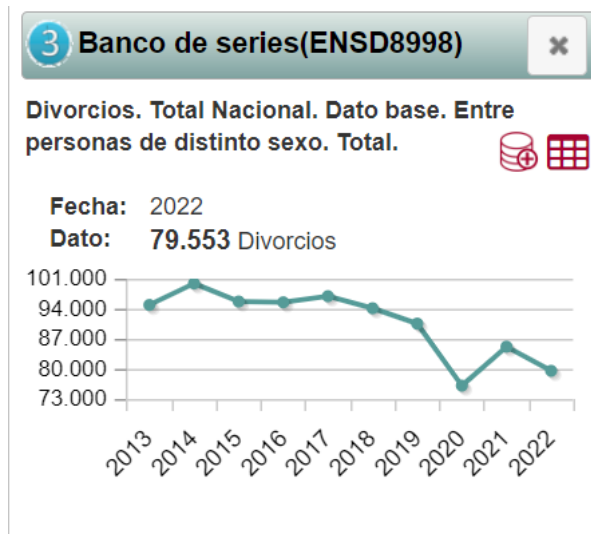 3 Banco de series(ENSD8998)
Divorcios. Total Nacional. Dato base. Entre
personas de distinto sexo. Total.
Fecha: 2022
Dato: 79.553 Divorcios
101.000
94.000
87.000
80.000
73.000
2013 2014 2015 2016 2017 2018 2019 2020 2021 2022